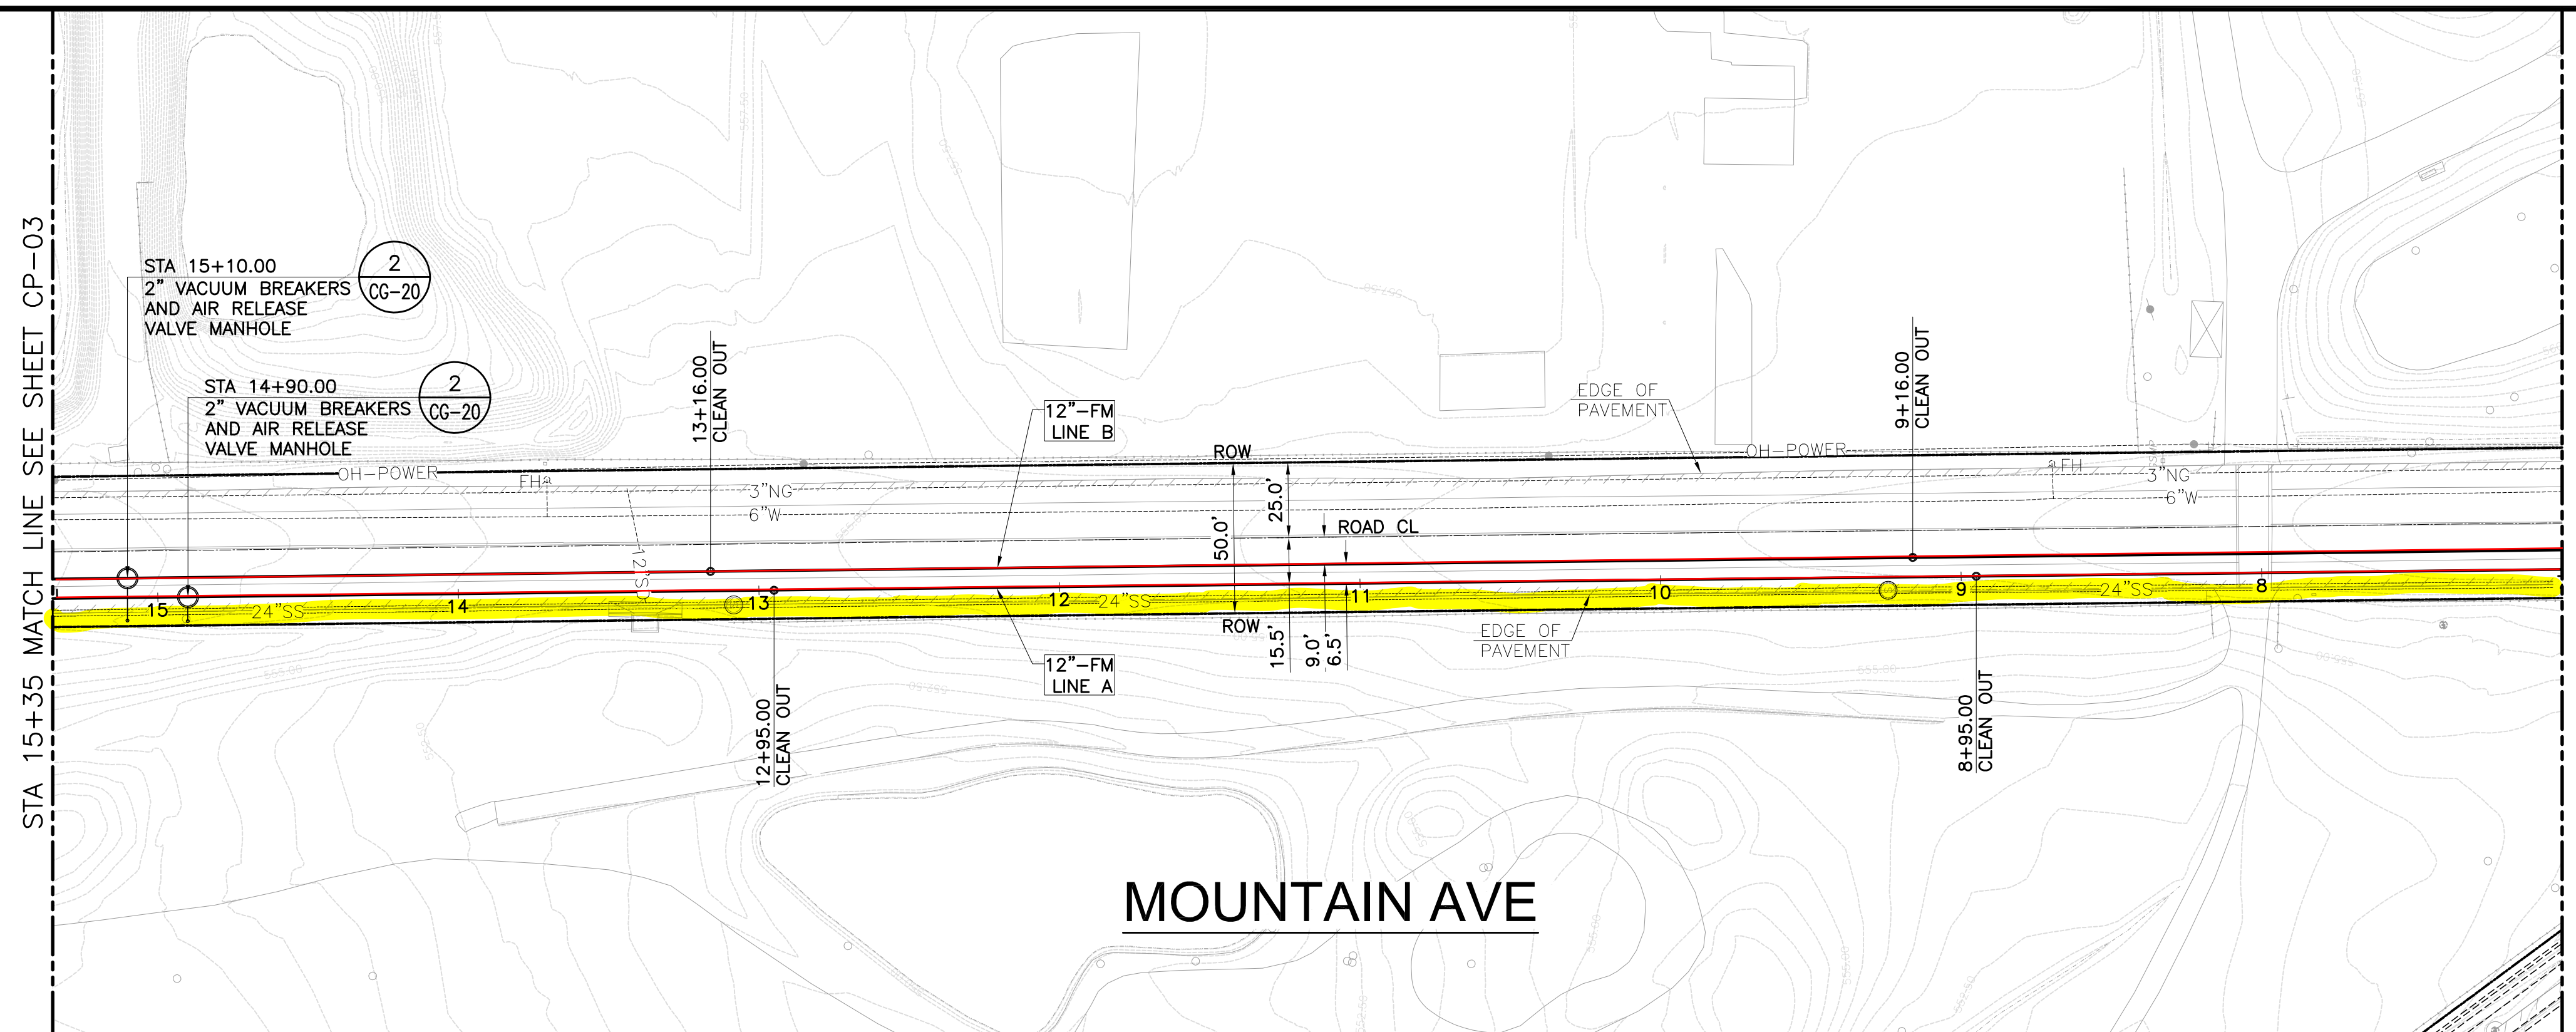 STA 15+35 MATCH LINE SEE SHEET CP-03
STA 15+10.00
2" VACUUM BREAKERS
AND AIR RELEASE
VALVE MANHOLE
2
CG-20
STA 14+90.00
2" VACUUM BREAKERS
AND AIR RELEASE
VALVE MANHOLE
2
CG-20
13+16.00
CLEAN OUT
12"-FM
LINE B
ROW
EDGE OF
PAVEMENT
9+16.00
CLEAN OUT
OH-POWER
OH-POWER
FH
FH
3"NG
6"W
3"NG
6"W
12"SD
50.0'
25.0'
ROAD CL
15
14
13
12
11
10
9
8
24"SS
24"SS
24"SS
ROW
15.5'
9.0'
6.5'
EDGE OF
PAVEMENT
12"-FM
LINE A
12+95.00
CLEAN OUT
8+95.00
CLEAN OUT
555.00
555.00
MOUNTAIN AVE